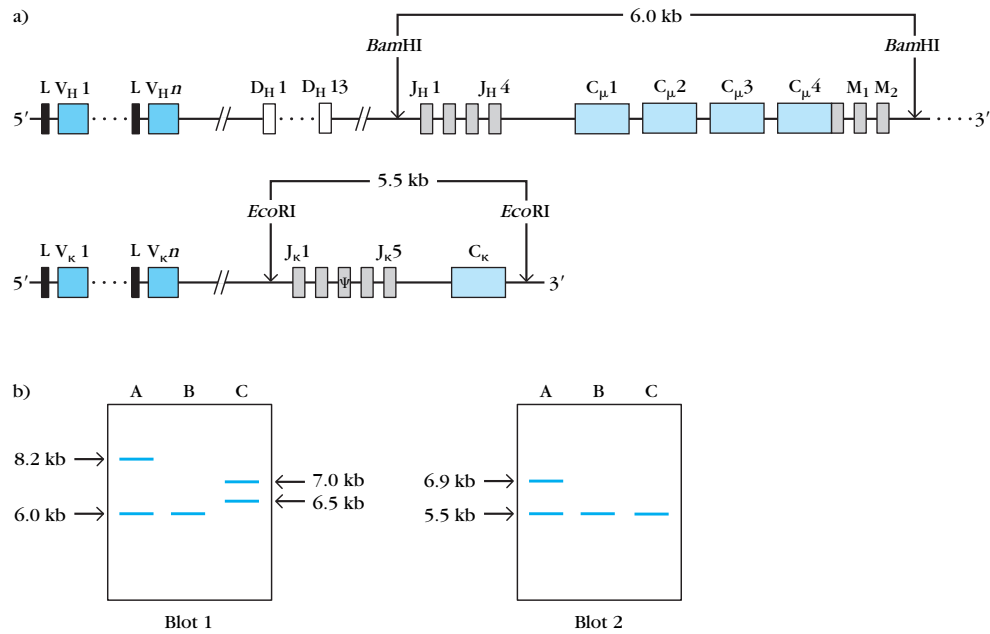 a)
6.0 kb
BamHI BamHI
L V_H 1 L V_H n D_H 1 D_H 13 J_H 1 J_H 4 C_μ1 C_μ2 C_μ3 C_μ4 M_1 M_2
5′ 3′
5.5 kb
EcoRI EcoRI
L V_κ 1 L V_κ n J_κ1 J_κ5 C_κ
5′ Ψ 3′
b)
A B C
8.2 kb
7.0 kb
6.5 kb
6.0 kb
Blot 1
A B C
6.9 kb
5.5 kb
Blot 2